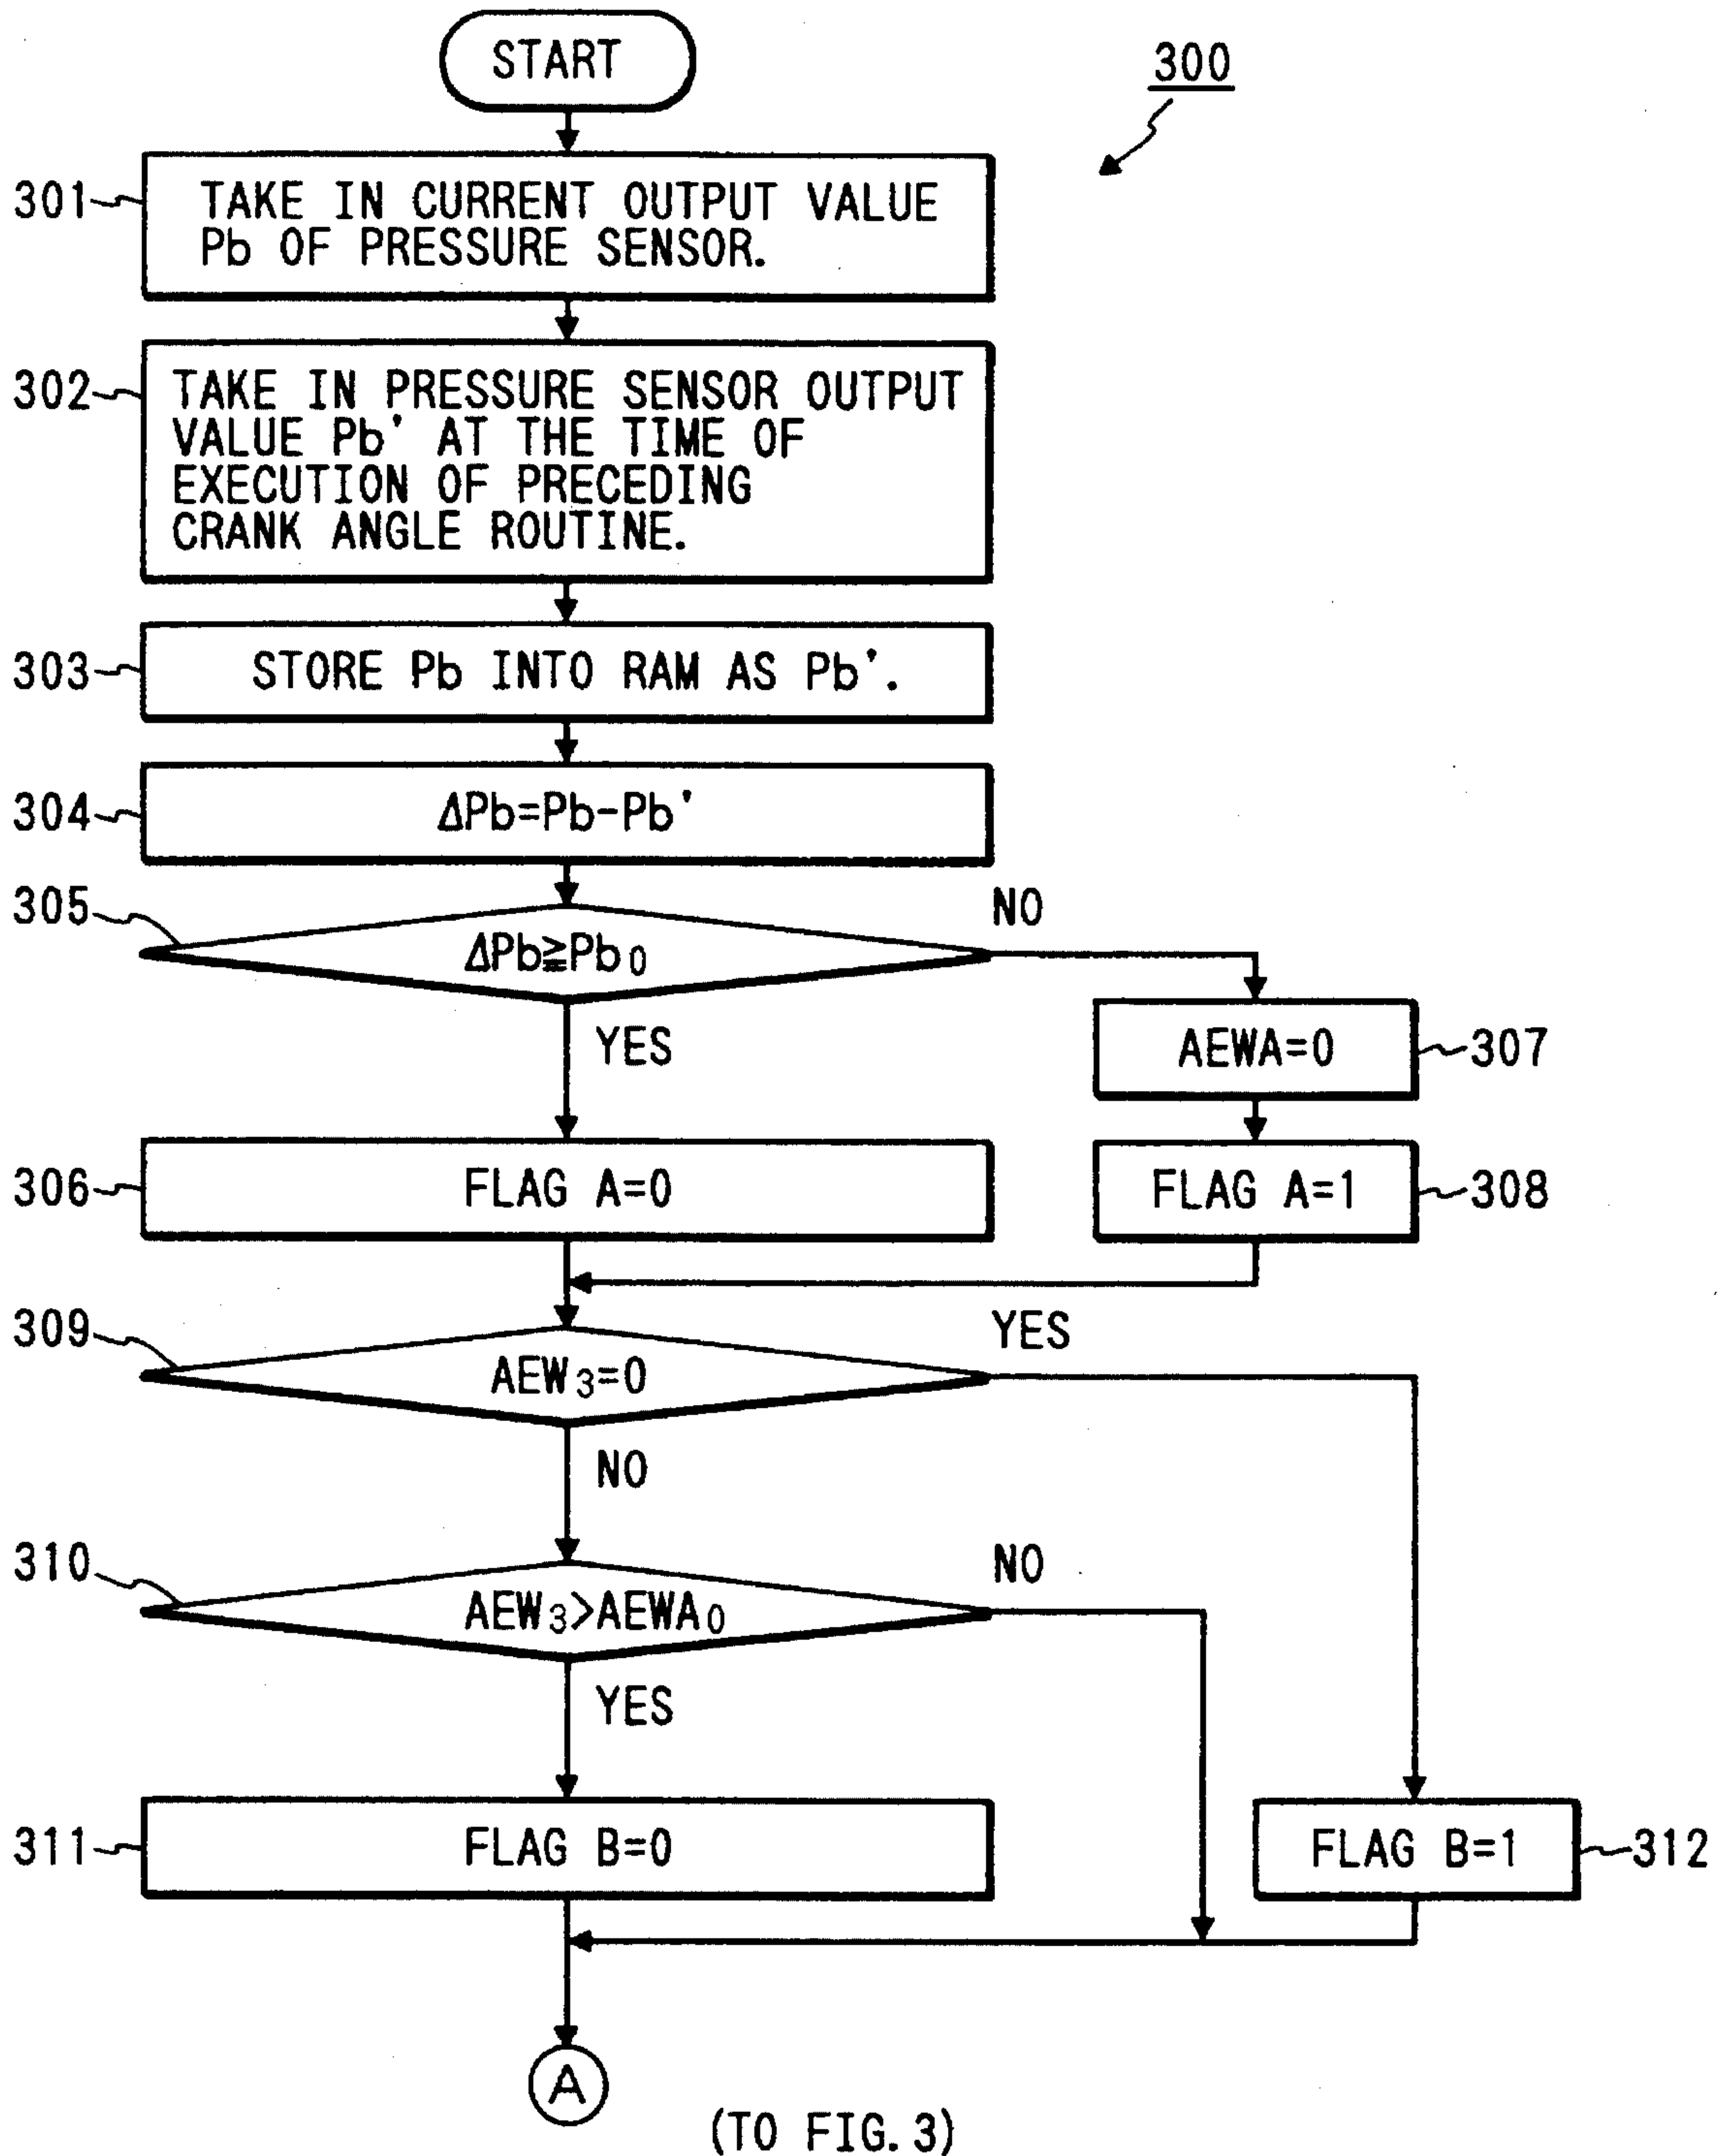 START
300
301
TAKE IN CURRENT OUTPUT VALUE
Pb OF PRESSURE SENSOR.
302
TAKE IN PRESSURE SENSOR OUTPUT
VALUE Pb' AT THE TIME OF
EXECUTION OF PRECEDING
CRANK ANGLE ROUTINE.
303
STORE Pb INTO RAM AS Pb'.
304
ΔPb=Pb-Pb'
305
NO
ΔPb≧Pb₀
YES
AEWA=0
307
306
FLAG A=0
FLAG A=1
308
309
YES
AEW₃=0
NO
310
NO
AEW₃>AEWA₀
YES
311
FLAG B=0
FLAG B=1
312
A
(TO FIG.3)